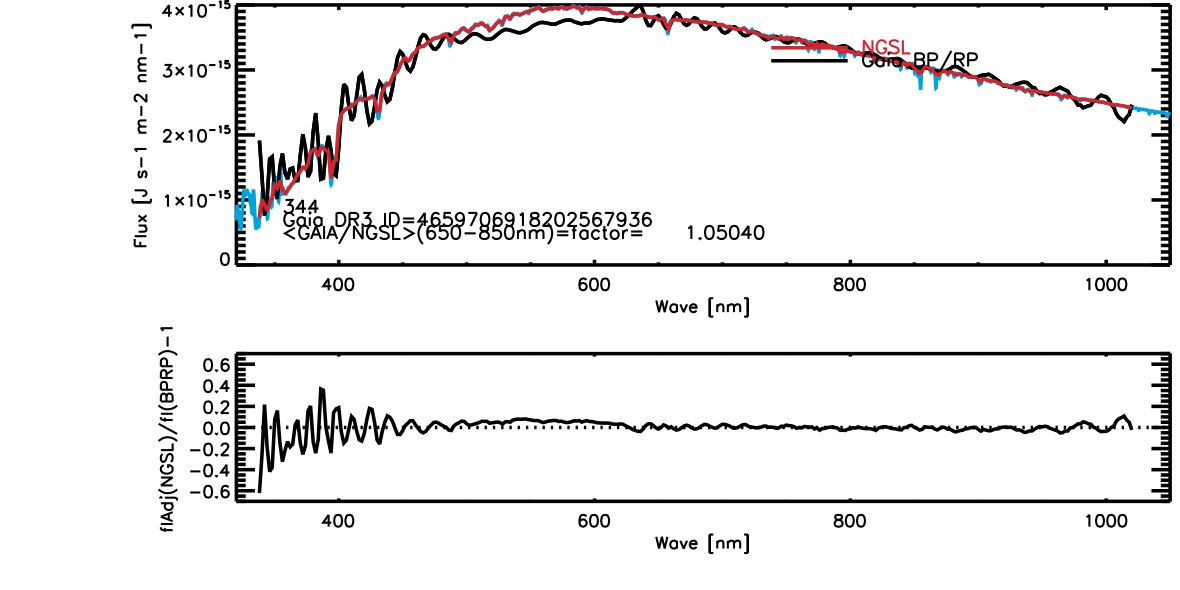 4×10⁻¹⁵
3×10⁻¹⁵
2×10⁻¹⁵
1×10⁻¹⁵
0
Flux [J s−1 m−2 nm−1]
NGSL
Gaia BP/RP
344
Gaia DR3 ID=4659706918202567936
<GAIA/NGSL>(650−850nm)=factor= 1.05040
400 600 800 1000
Wave [nm]
flAdj(NGSL)/fl(BPRP)−1
0.6
0.4
0.2
0.0
−0.2
−0.4
−0.6
400 600 800 1000
Wave [nm]